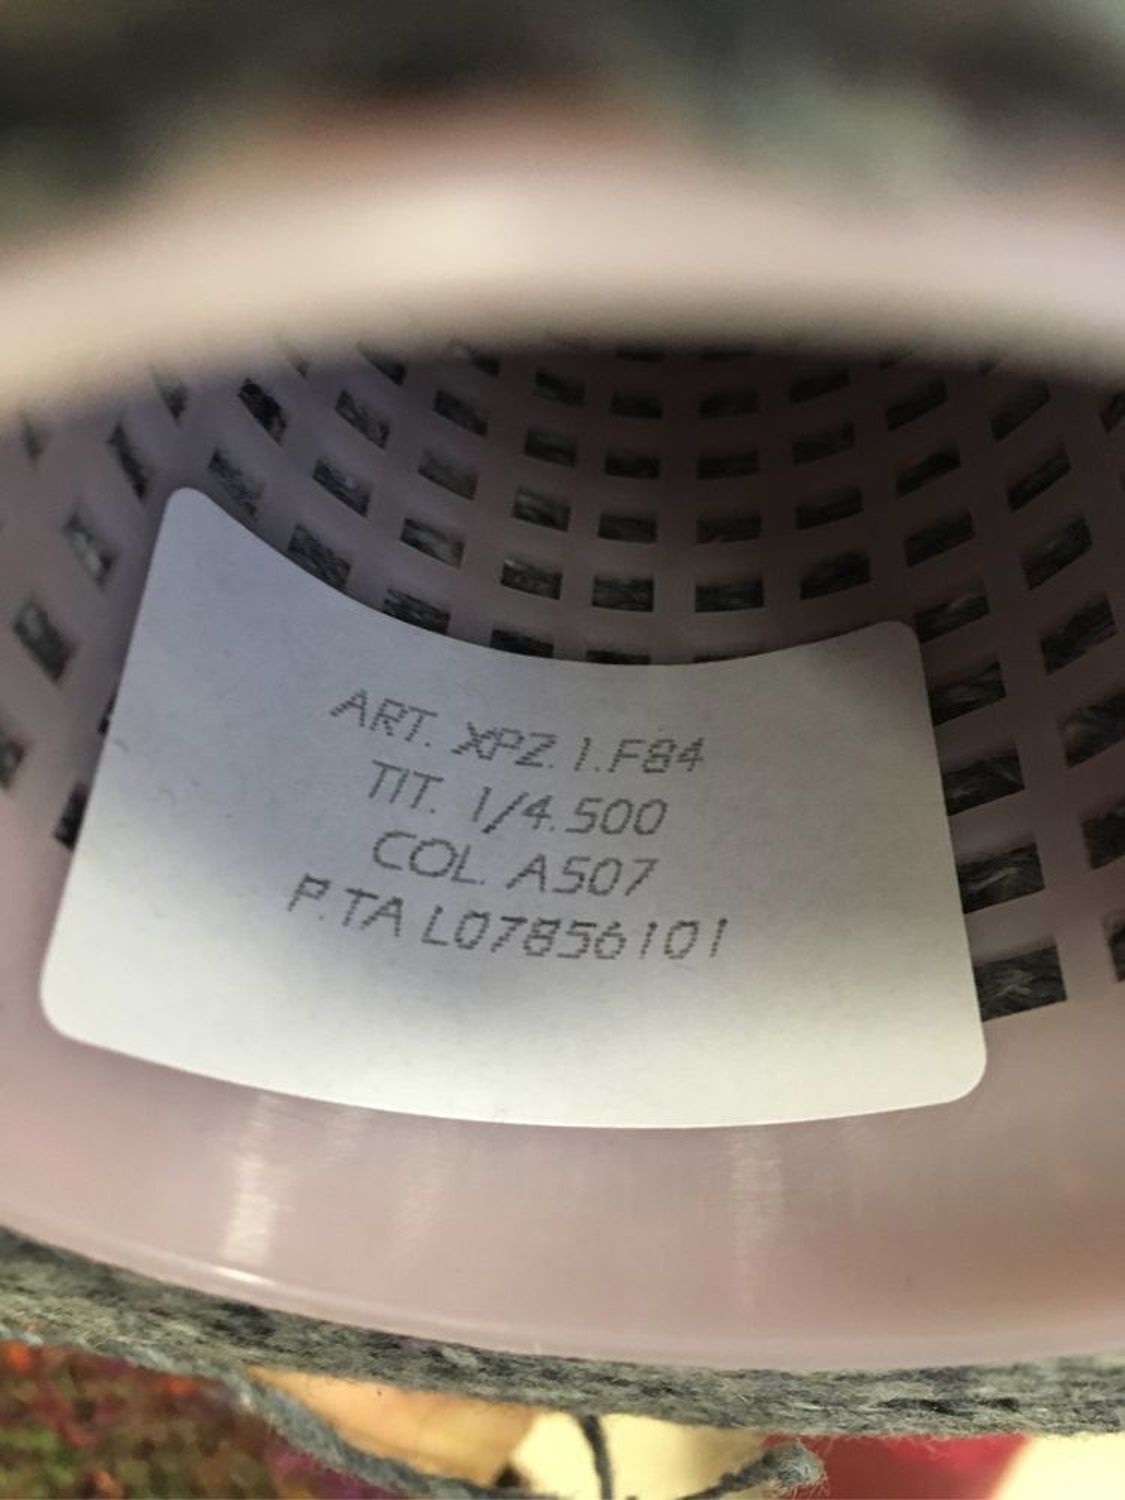 ART. XPZ.1.F84
TIT. 1/4.500
COL. A507
P.TA L07856101